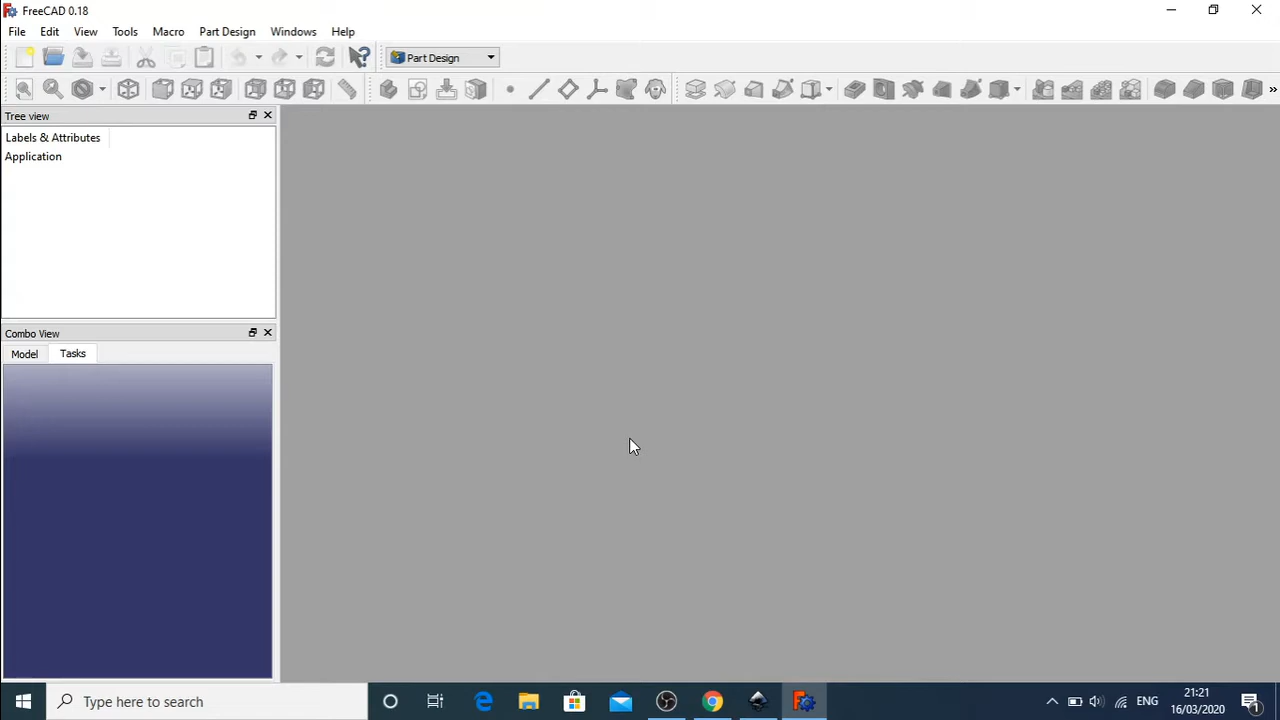 FreeCAD 0.18
File Edit View Tools Macro Part Design Windows Help
Part Design
Tree view
Labels & Attributes
Application
Combo View
Model Tasks
Type here to search
ENG
21:21
16/03/2020
1